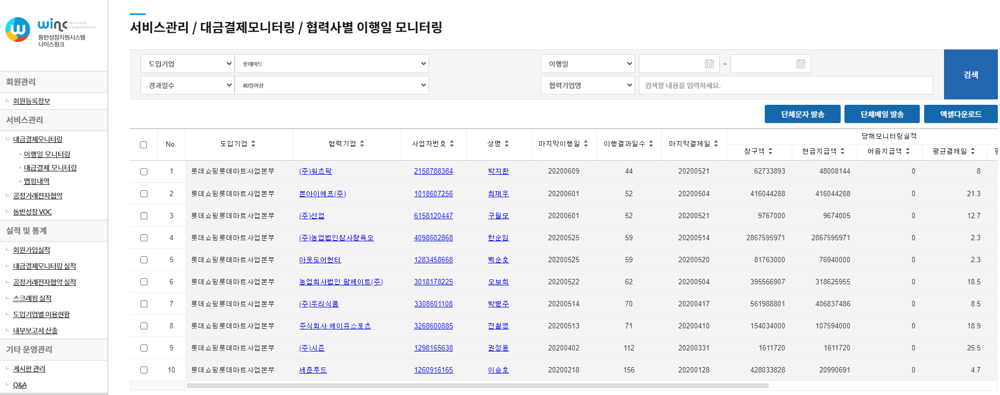 winc win-win cooperation
동반성장지원시스템
나이스윙크
회원관리
회원등록정보
서비스관리
대금결제모니터링
· 이행일 모니터링
· 대금결제 모니터링
· 맵핑내역
공정거래전자협약
동반성장 VOC
실적 및 통계
회원가입실적
대금결제모니터링 실적
공정거래전자협약 실적
스크래핑 실적
도입기업별 이용현황
내부보고서 산출
기타 운영관리
게시판 관리
Q&A
서비스관리 / 대금결제모니터링 / 협력사별 이행일 모니터링
도입기업 롯데마트 이행일 ~
경과일수 40일이상 협력기업명 검색할 내용을 입력하세요.
검색
단체문자 발송 단체메일 발송 엑셀다운로드
No. 도입기업 협력기업 사업자번호 성명 마지막이행일 이행결과일수 마지막결제일 당해모니터링실적
청구액 현금지급액 어음지급액 평균결제일
1 롯데쇼핑롯데마트사업본부 (주)워츠팍 2158788384 박지환 20200609 44 20200521 62733893 48008144 0 8
2 롯데쇼핑롯데마트사업본부 본아이에프(주) 1018607256 최재우 20200601 52 20200504 416044288 416044288 0 21.3
3 롯데쇼핑롯데마트사업본부 (주)선업 6158120447 구필모 20200601 52 20200521 9767000 9674005 0 12.7
4 롯데쇼핑롯데마트사업본부 (주)농업법인참사랑육오 4098602868 한순임 20200525 59 20200514 2867595971 2867595971 0 2.3
5 롯데쇼핑롯데마트사업본부 아웃도어헌터 1283458668 백순호 20200525 59 20200520 81763000 76940000 0 2.3
6 롯데쇼핑롯데마트사업본부 농업회사법인 팜에이트(주) 3018178225 오보희 20200522 62 20200504 395566907 318625955 0 18.5
7 롯데쇼핑롯데마트사업본부 (주)우리식품 3308601108 박병주 20200514 70 20200417 561988801 406837486 0 8.5
8 롯데쇼핑롯데마트사업본부 주식회사 에이유스포츠 3268600885 전철영 20200513 71 20200410 154034000 107594000 0 18.9
9 롯데쇼핑롯데마트사업본부 (주)시즌 1298165638 권정용 20200402 112 20200331 1611720 1611720 0 25.5
10 롯데쇼핑롯데마트사업본부 세준푸드 1260916165 이승호 20200218 156 20200128 428033828 20990691 0 4.7